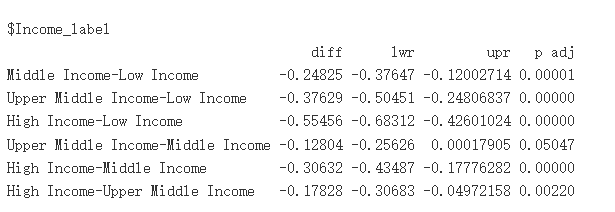 $Income_label
diff lwr upr p adj
Middle Income-Low Income -0.24825 -0.37647 -0.12002714 0.00001
Upper Middle Income-Low Income -0.37629 -0.50451 -0.24806837 0.00000
High Income-Low Income -0.55456 -0.68312 -0.42601024 0.00000
Upper Middle Income-Middle Income -0.12804 -0.25626 0.00017905 0.05047
High Income-Middle Income -0.30632 -0.43487 -0.17776282 0.00000
High Income-Upper Middle Income -0.17828 -0.30683 -0.04972158 0.00220